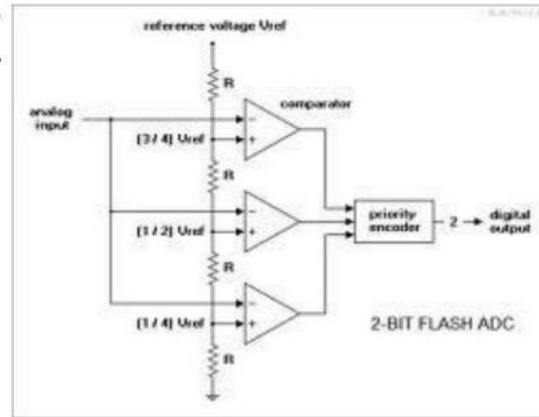 reference voltage Vref
R
comparator
analog
input
(3 / 4) Vref
-
+
R
priority
encoder
2
digital
output
-
+
(1 / 2) Vref
R
-
+
(1 / 4) Vref
R
2-BIT FLASH ADC